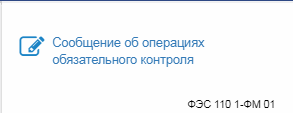 Сообщение об операциях
обязательного контроля
ФЭС 110 1-ФМ 01